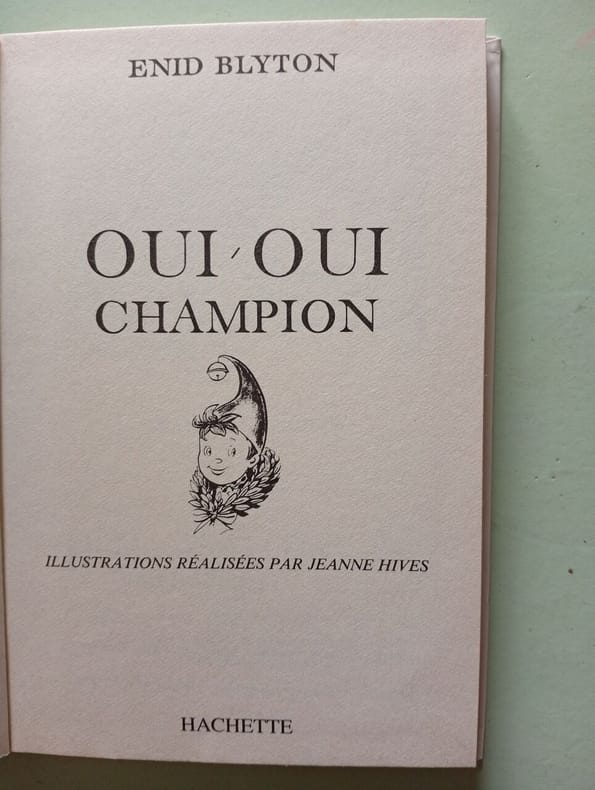 ENID BLYTON
OUI-OUI
CHAMPION
ILLUSTRATIONS RÉALISÉES PAR JEANNE HIVES
HACHETTE